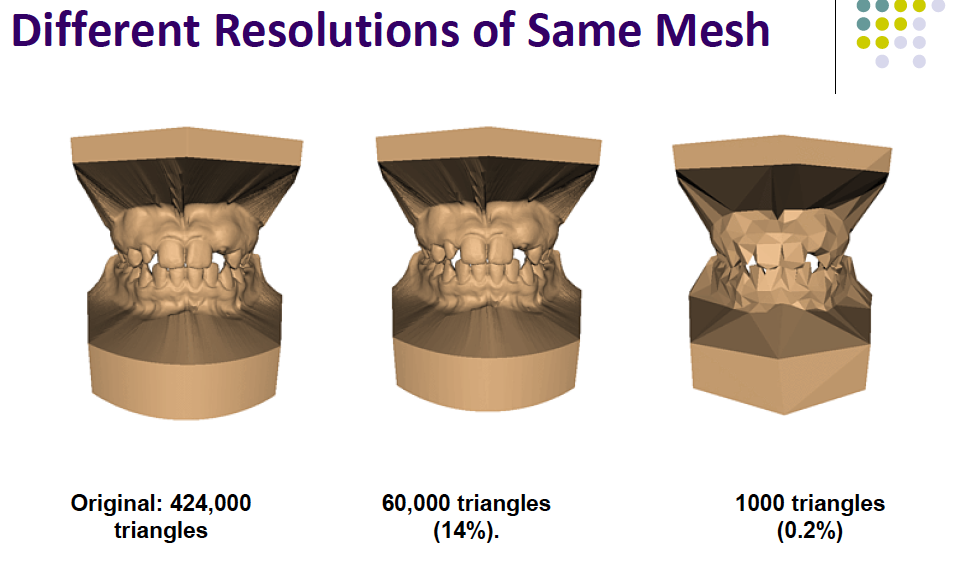 Different Resolutions of Same Mesh
Original: 424,000
triangles
60,000 triangles
(14%).
1000 triangles
(0.2%)